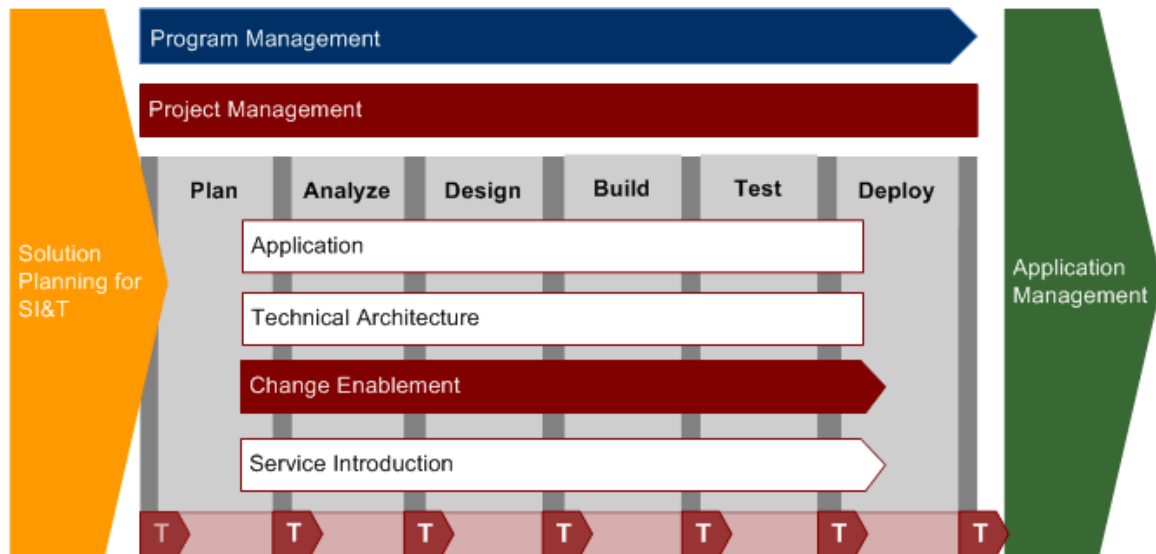 Program Management
Project Management
Plan
Analyze
Design
Build
Test
Deploy
Solution
Planning for
SI&T
Application
Technical Architecture
Change Enablement
Service Introduction
Application
Management
T
T
T
T
T
T
T